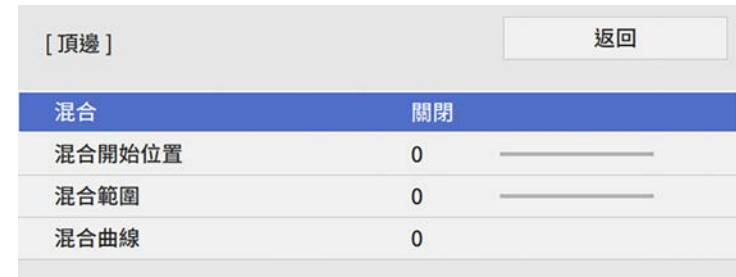 [ 頂邊 ]
返回
混合 關閉
混合開始位置 0
混合範圍 0
混合曲線 0